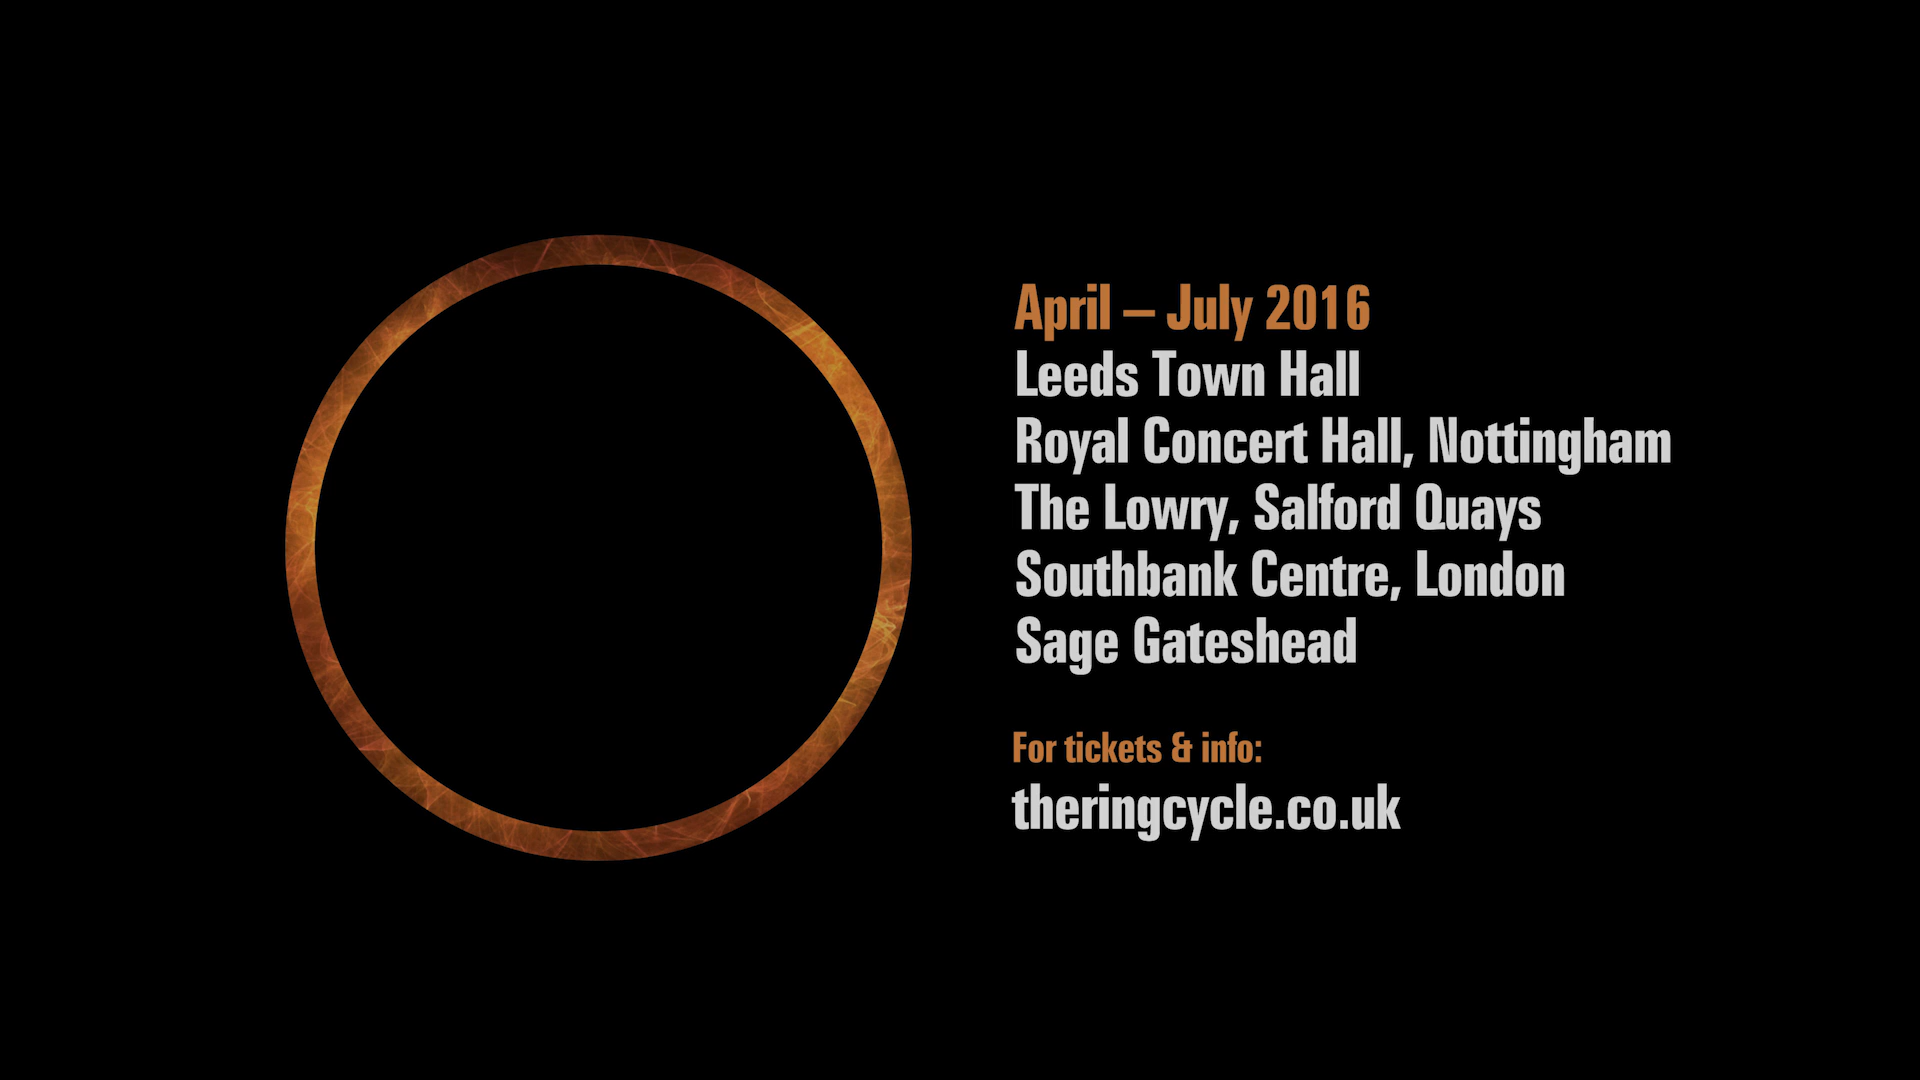 April – July 2016
Leeds Town Hall
Royal Concert Hall, Nottingham
The Lowry, Salford Quays
Southbank Centre, London
Sage Gateshead
For tickets & info:
theringcycle.co.uk